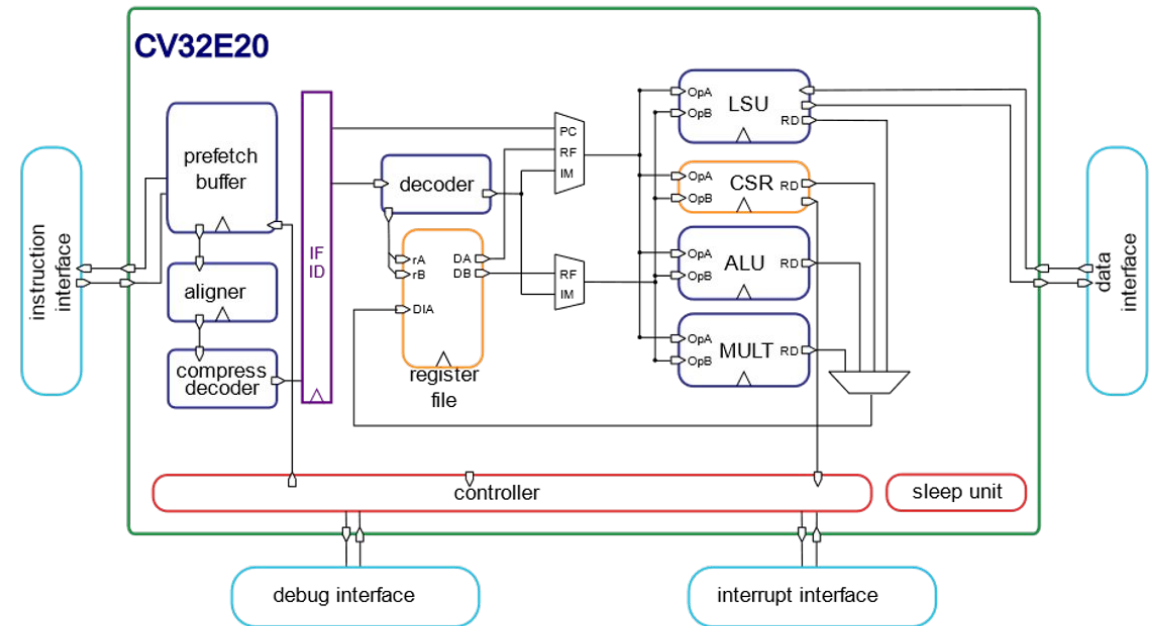 CV32E20
instruction
interface
prefetch
buffer
aligner
compress
decoder
IF
ID
decoder
rA
rB
DIA
DA
DB
register
file
PC
RF
IM
RF
IM
OpA
OpB
LSU
RD
OpA
OpB
CSR
RD
OpA
OpB
ALU
RD
OpA
OpB
MULT
RD
data
interface
controller
sleep unit
debug interface
interrupt interface